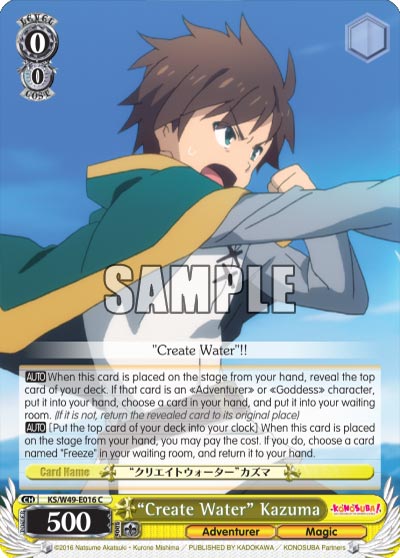 LEVEL
0
0
COST
SAMPLE
"Create Water"!!
AUTO When this card is placed on the stage from your hand, reveal the top
card of your deck. If that card is an «Adventurer» or «Goddess» character,
put it into your hand, choose a card in your hand, and put it into your waiting
room. (If it is not, return the revealed card to its original place)
AUTO [Put the top card of your deck into your clock] When this card is placed
on the stage from your hand, you may pay the cost. If you do, choose a card
named "Freeze" in your waiting room, and put it into your hand.
Card Name
“クリエイトウォーター”カズマ
CH KS/W49-E016 C
POWER
500
NAME
“Create Water” Kazuma
KONOSUBA!
Adventurer
Magic
©2016 Natsume Akatsuki・Kurone Mishima / PUBLISHED BY KADOKAWA / KONOSUBA Partners